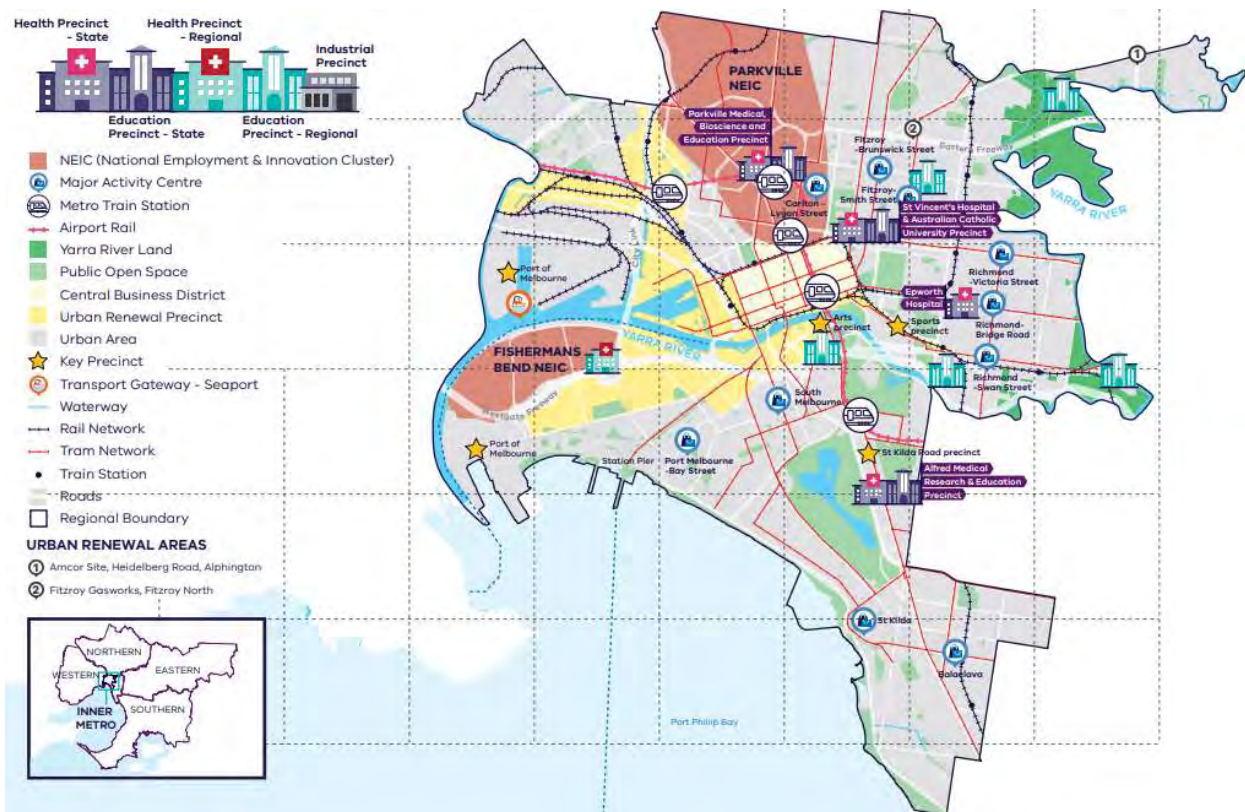 Health Precinct
- State
Health Precinct
- Regional
Industrial
Precinct
Education
Precinct - State
Education
Precinct - Regional
NEIC (National Employment & Innovation Cluster)
Major Activity Centre
Metro Train Station
Airport Rail
Yarra River Land
Public Open Space
Central Business District
Urban Renewal Precinct
Urban Area
Key Precinct
Transport Gateway - Seaport
Waterway
Rail Network
Tram Network
Train Station
Roads
Regional Boundary
URBAN RENEWAL AREAS
1 Amcor Site, Heidelberg Road, Alphington
2 Fitzroy Gasworks, Fitzroy North
NORTHERN
WESTERN
EASTERN
INNER
METRO
SOUTHERN
1
PARKVILLE
NEIC
Parkville Medical,
Bioscience and
Education Precinct
2
Fitzroy
-Brunswick Street
Eastern Freeway
YARRA RIVER
Carlton -
Lygon Street
Fitzroy-
Smith Street
St Vincent's Hospital
& Australian Catholic
University Precinct
City Link
Port of
Melbourne
Richmond
-Victoria Street
Epworth
Hospital
Richmond-
Bridge Road
Arts
precinct
Sports
precinct
YARRA RIVER
FISHERMANS
BEND NEIC
Richmond
-Swan Street
Westgate Freeway
South
Melbourne
Port of
Melbourne
Station Pier
Port Melbourne
-Bay Street
St Kilda Road precinct
Alfred Medical
Research & Education
Precinct
St Kilda
Balaclava
Port Phillip Bay